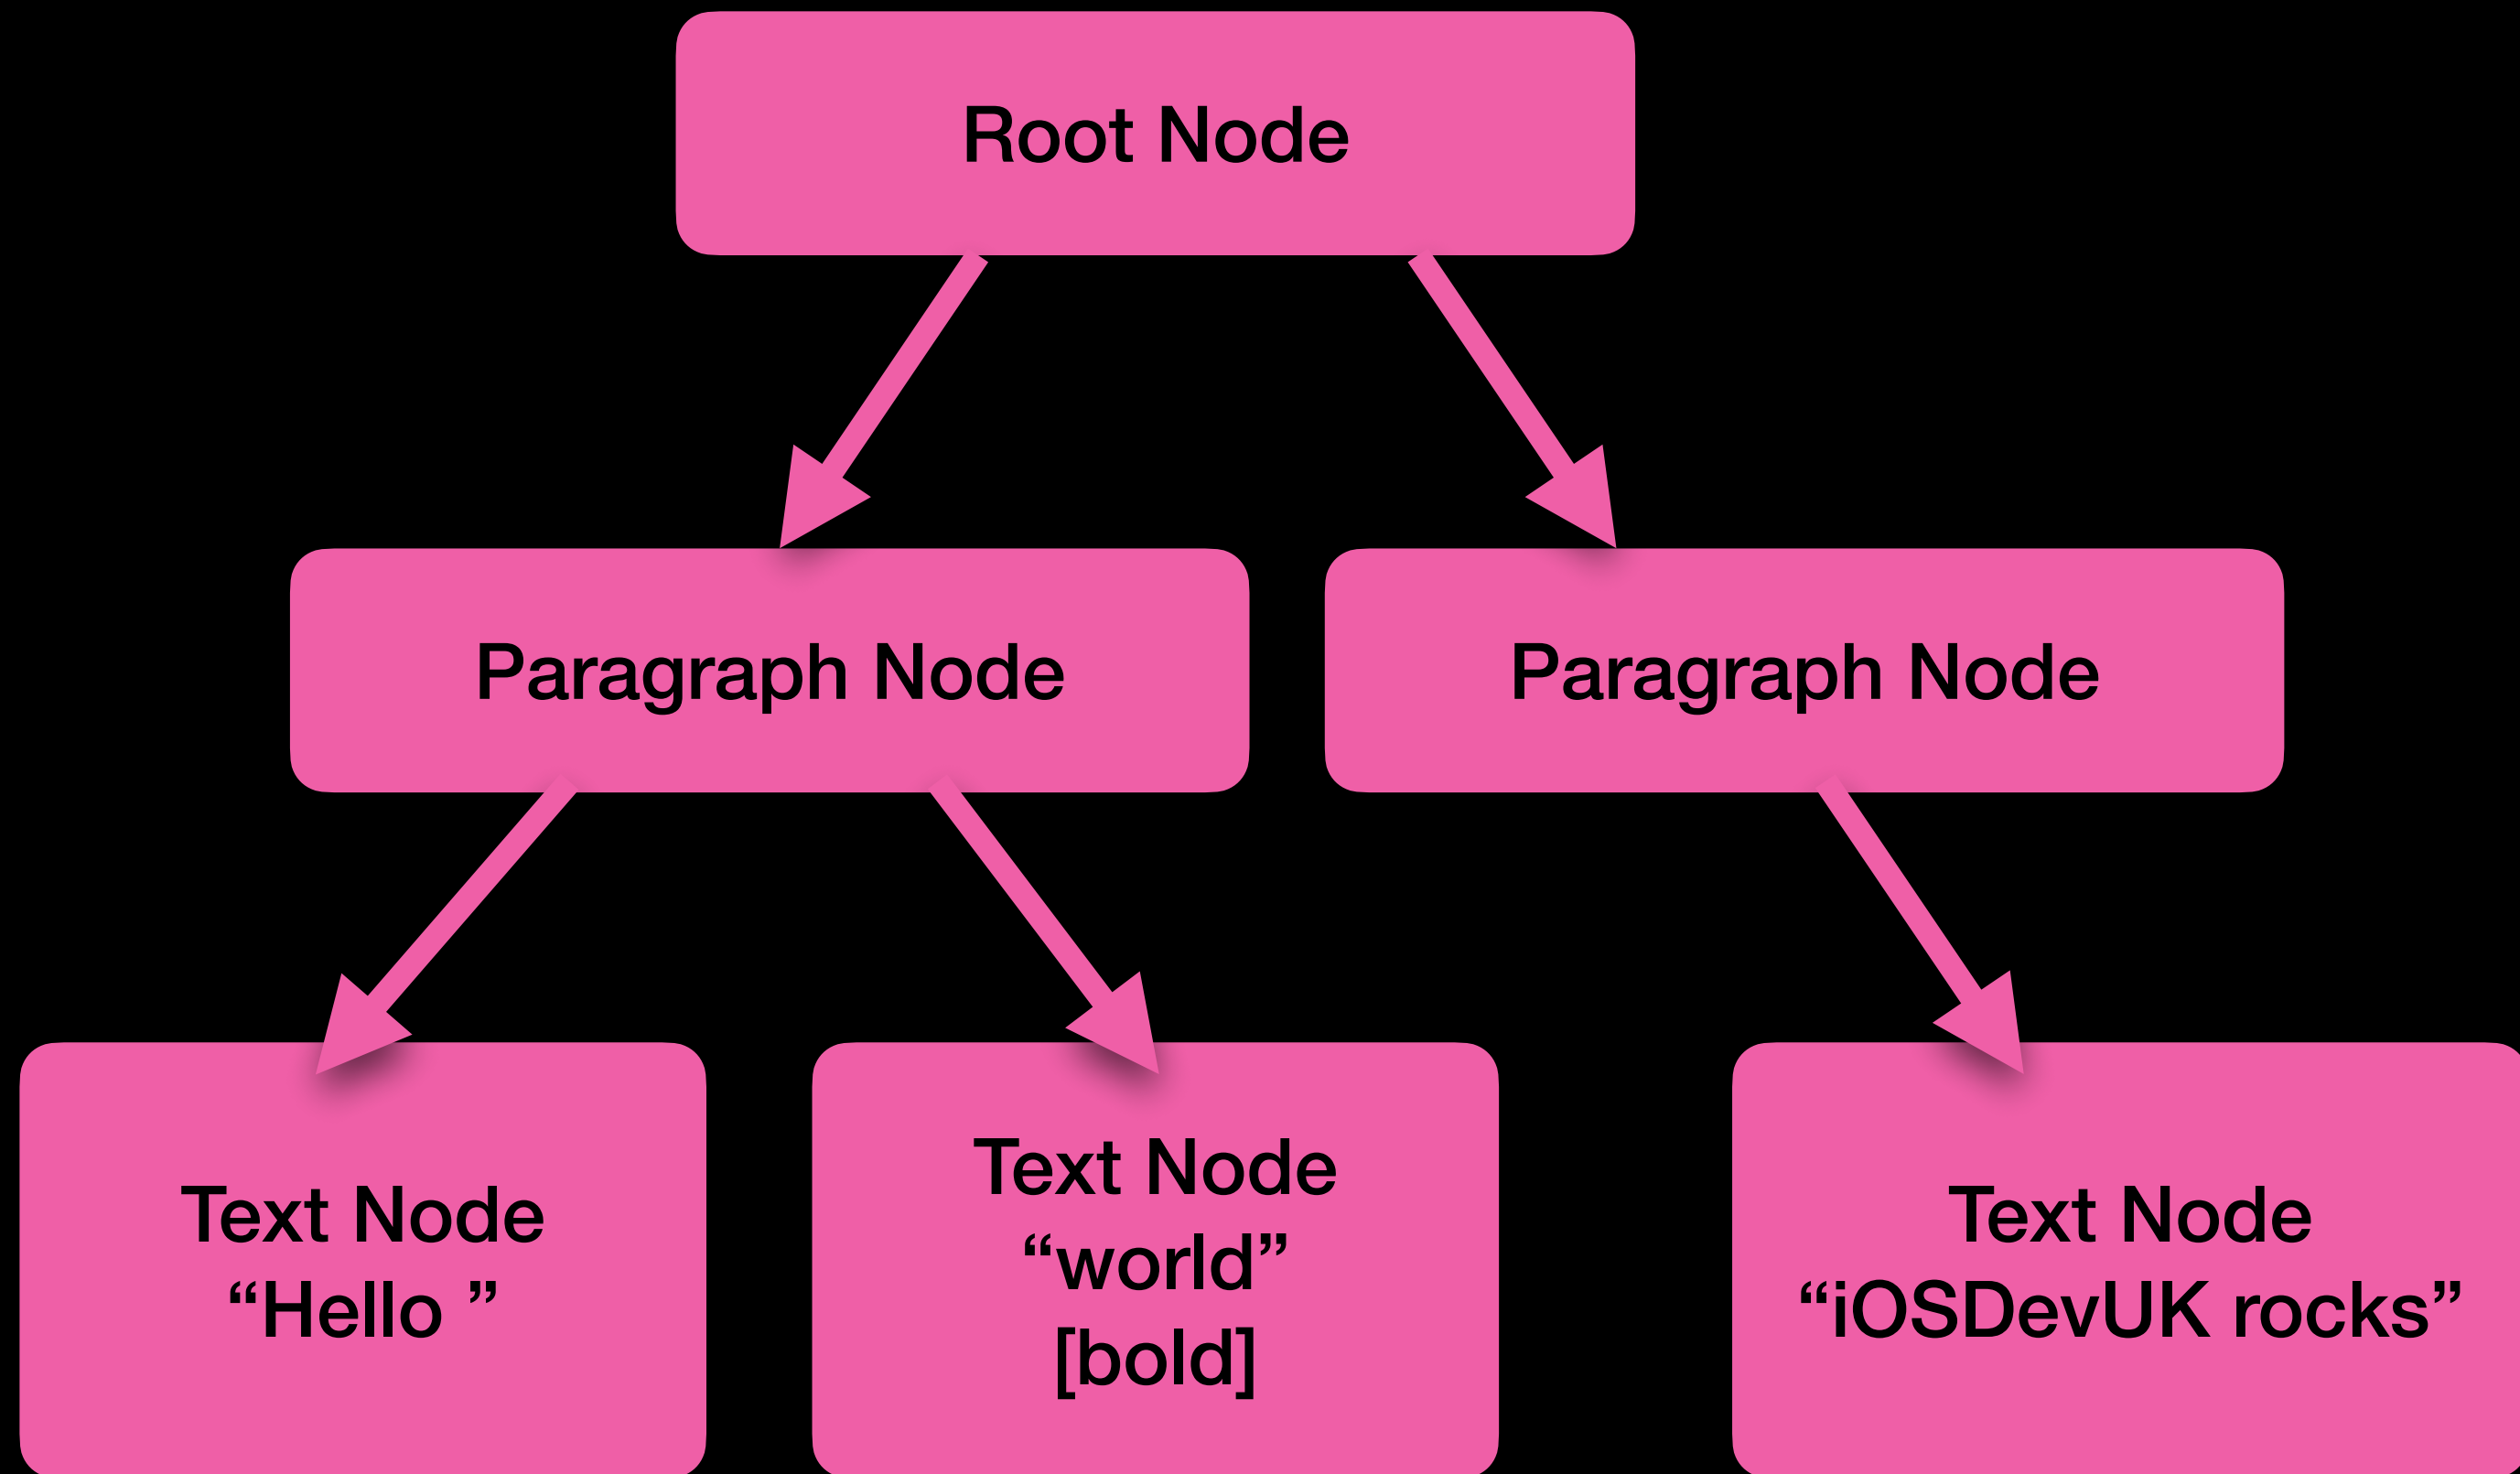 Root Node
Paragraph Node
Paragraph Node
Text Node
“Hello ”
Text Node
“world”
[bold]
Text Node
“iOSDevUK rocks”